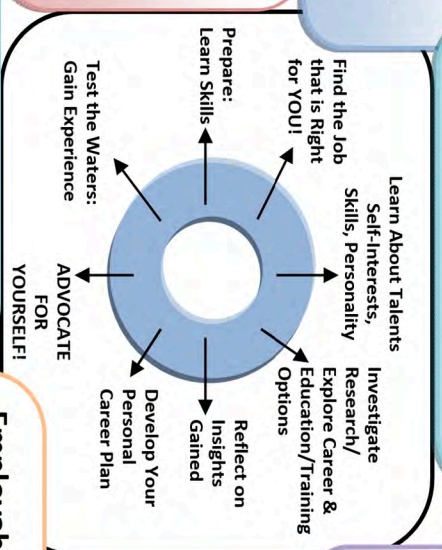 Learn About Talents
Self-Interests,
Skills, Personality
Investigate
Research/
Explore Career &
Education/Training
Options
Reflect on
Insights
Gained
Develop Your
Personal
Career Plan
ADVOCATE
FOR
YOURSELF!
Test the Waters:
Gain Experience
Prepare:
Learn Skills
Find the Job
that is Right
for YOU!